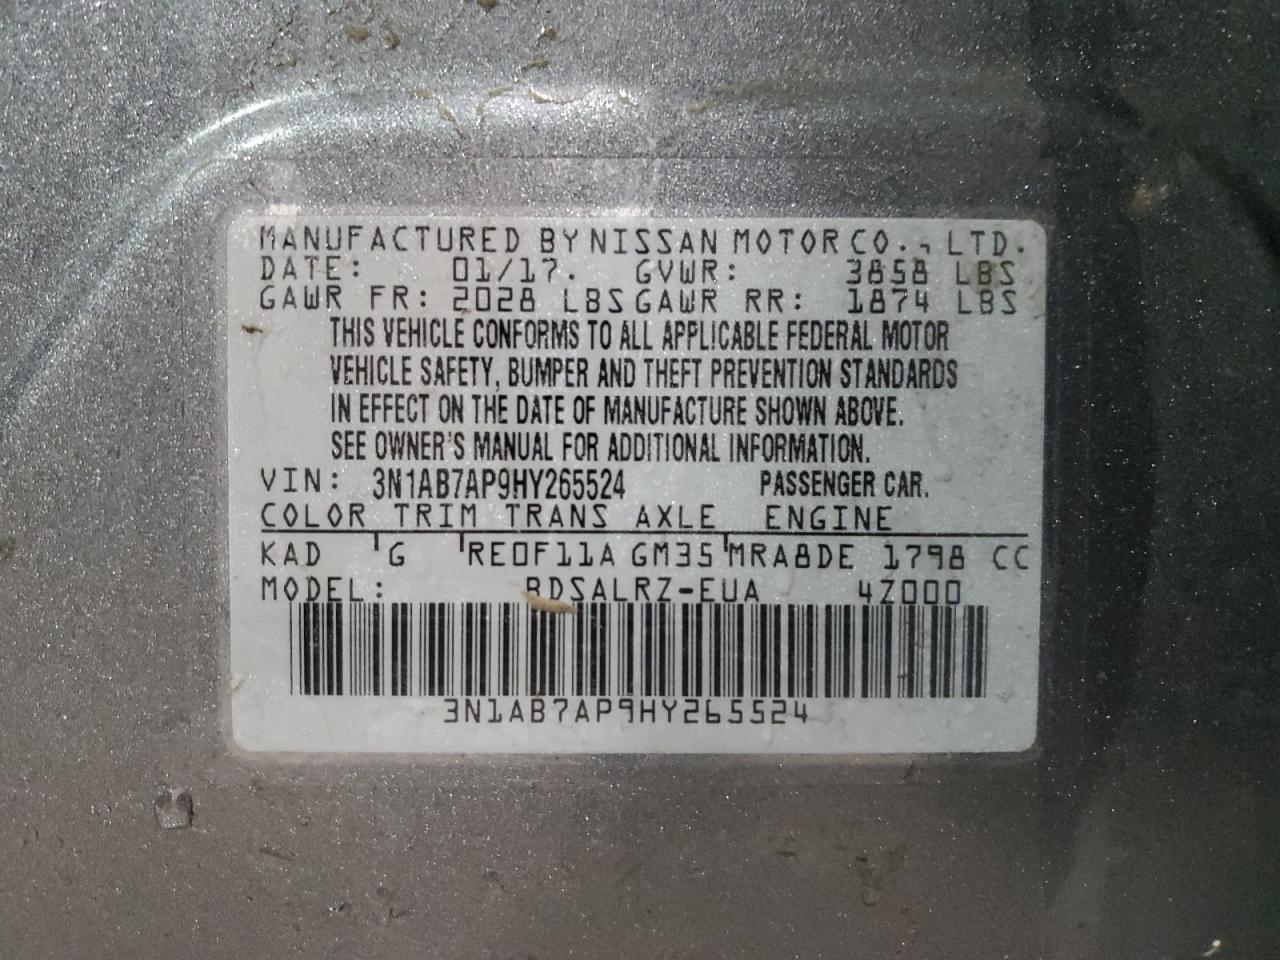 MANUFACTURED BY NISSAN MOTOR CO., LTD.
DATE: 01/17. GVWR: 3858 LBS
GAWR FR: 2028 LBS GAWR RR: 1874 LBS
THIS VEHICLE CONFORMS TO ALL APPLICABLE FEDERAL MOTOR
VEHICLE SAFETY, BUMPER AND THEFT PREVENTION STANDARDS
IN EFFECT ON THE DATE OF MANUFACTURE SHOWN ABOVE.
SEE OWNER'S MANUAL FOR ADDITIONAL INFORMATION.
VIN: 3N1AB7AP9HY265524 PASSENGER CAR.
COLOR TRIM TRANS AXLE ENGINE
KAD G RE0F11A GM35 MRA8DE 1798 CC
MODEL: BDSALRZ-EUA 4Z000
3N1AB7AP9HY265524